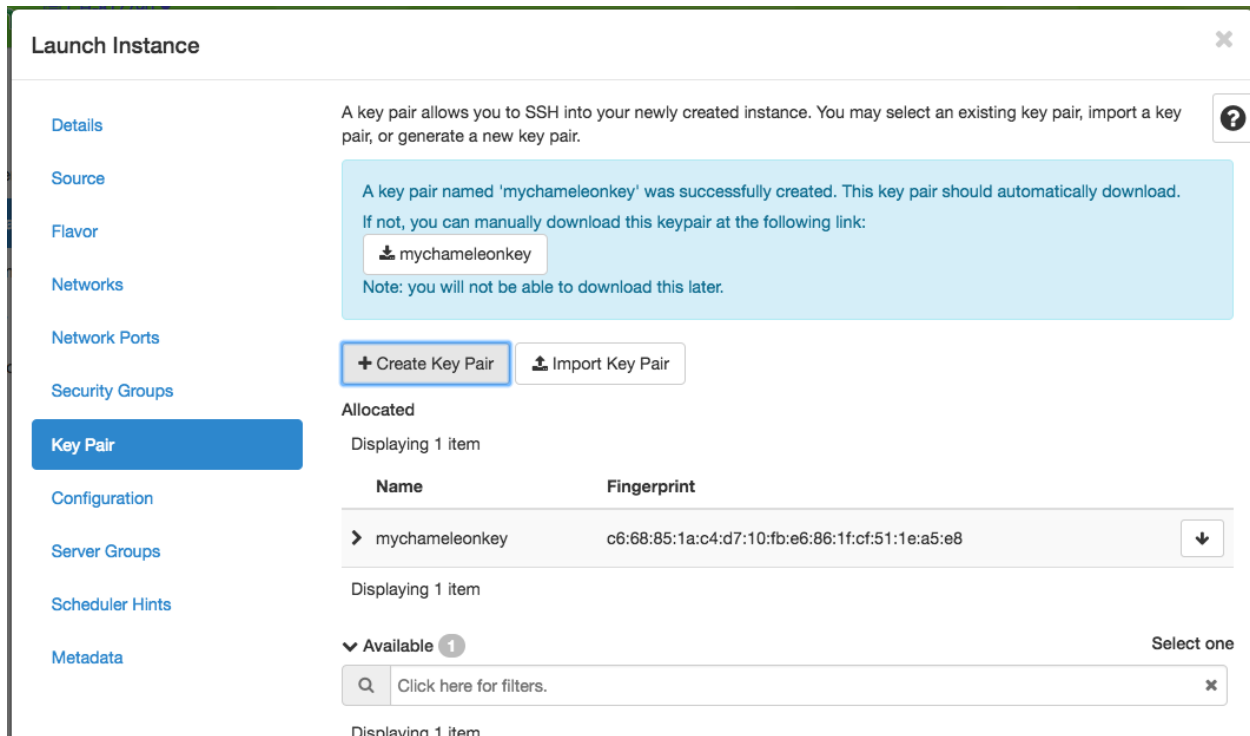 Launch Instance
Details
Source
Flavor
Networks
Network Ports
Security Groups
Key Pair
Configuration
Server Groups
Scheduler Hints
Metadata
A key pair allows you to SSH into your newly created instance. You may select an existing key pair, import a key
pair, or generate a new key pair.
A key pair named 'mychameleonkey' was successfully created. This key pair should automatically download.
If not, you can manually download this keypair at the following link:
mychameleonkey
Note: you will not be able to download this later.
+ Create Key Pair Import Key Pair
Allocated
Displaying 1 item
Name Fingerprint
mychameleonkey c6:68:85:1a:c4:d7:10:fb:e6:86:1f:cf:51:1e:a5:e8
Displaying 1 item
Available 1 Select one
Click here for filters.
Displaying 1 item